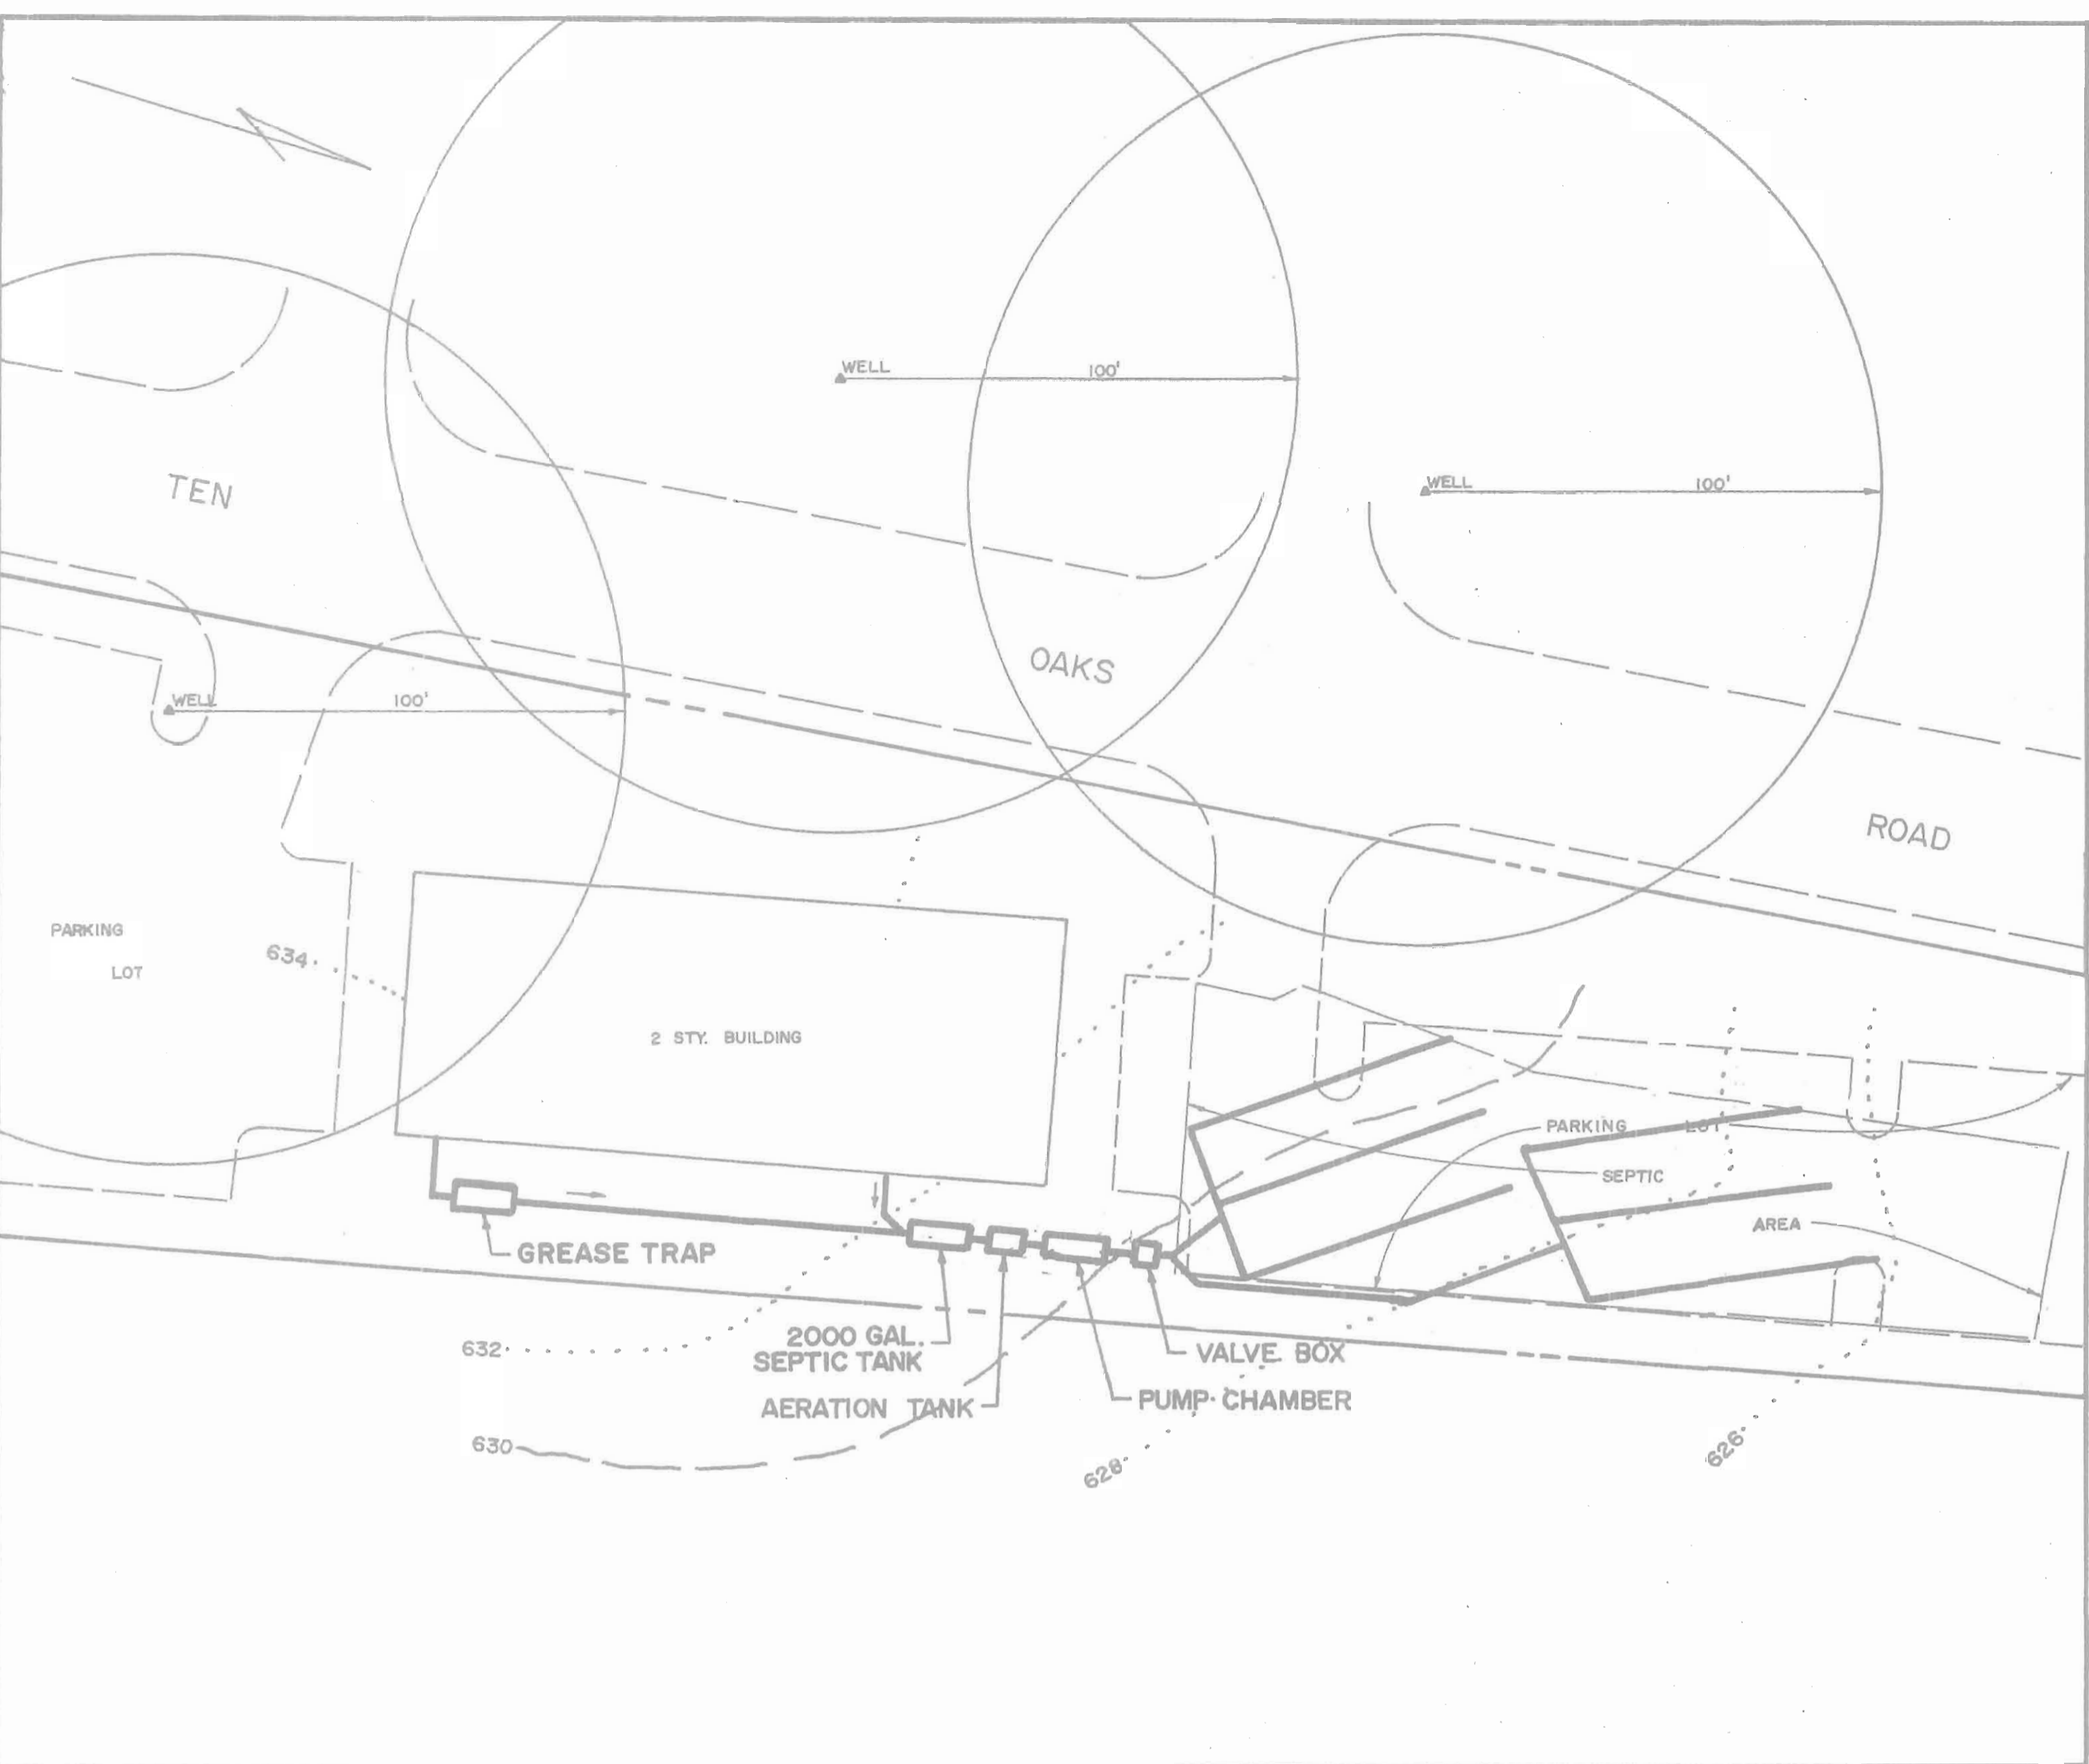 WELL
100'
WELL
100'
TEN
OAKS
ROAD
WELL
100'
PARKING
LOT
634
2 STY. BUILDING
PARKING LOT
SEPTIC
AREA
GREASE TRAP
2000 GAL.
SEPTIC TANK
AERATION TANK
VALVE BOX
PUMP CHAMBER
632
630
628
626